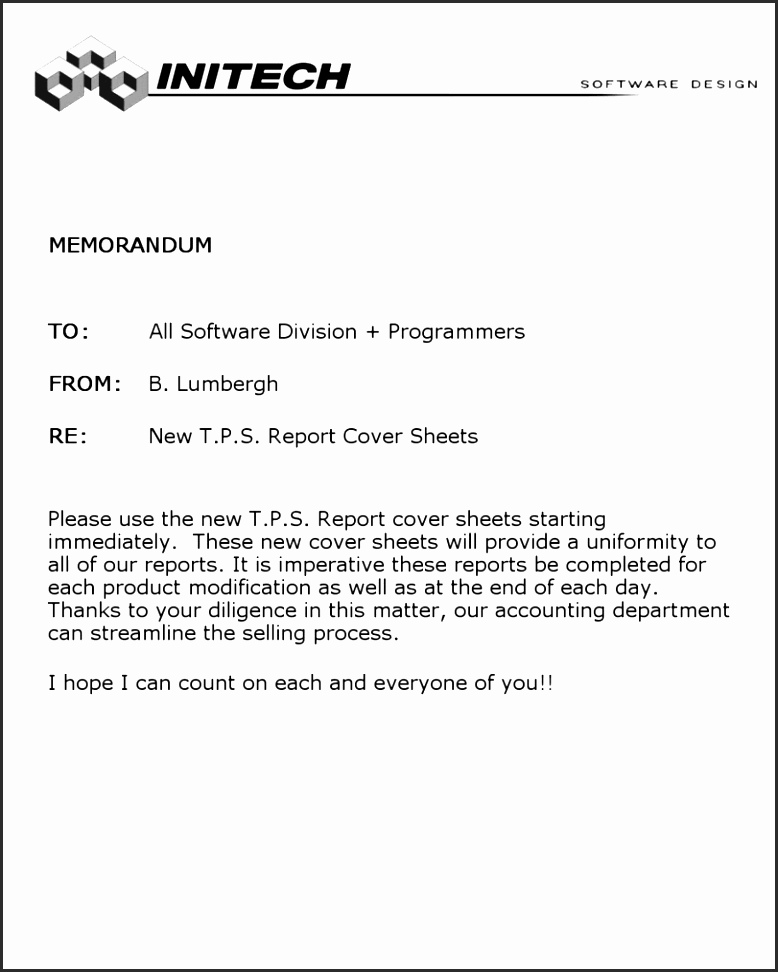 INITECH
SOFTWARE DESIGN
MEMORANDUM
TO: All Software Division + Programmers
FROM: B. Lumbergh
RE: New T.P.S. Report Cover Sheets
Please use the new T.P.S. Report cover sheets starting
immediately.  These new cover sheets will provide a uniformity to
all of our reports. It is imperative these reports be completed for
each product modification as well as at the end of each day.
Thanks to your diligence in this matter, our accounting department
can streamline the selling process.
I hope I can count on each and everyone of you!!